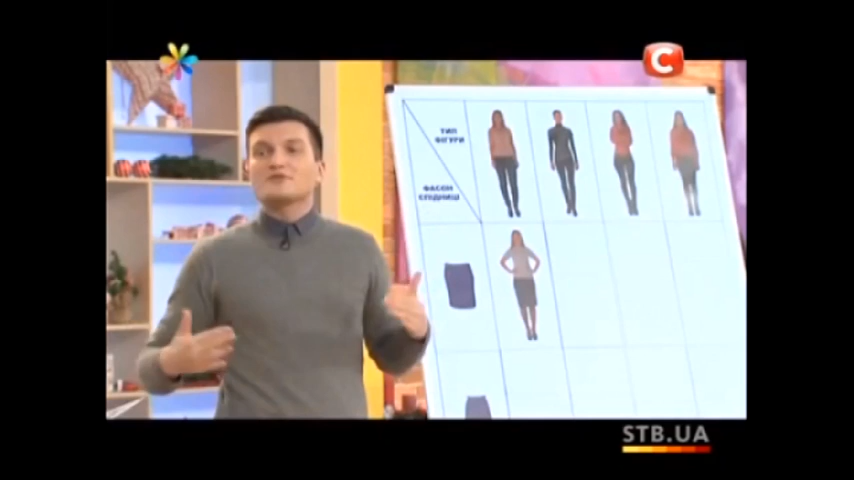 C
ТИП
ФІГУРИ
ФАСОН
СПІДНИЦІ
STB.UA